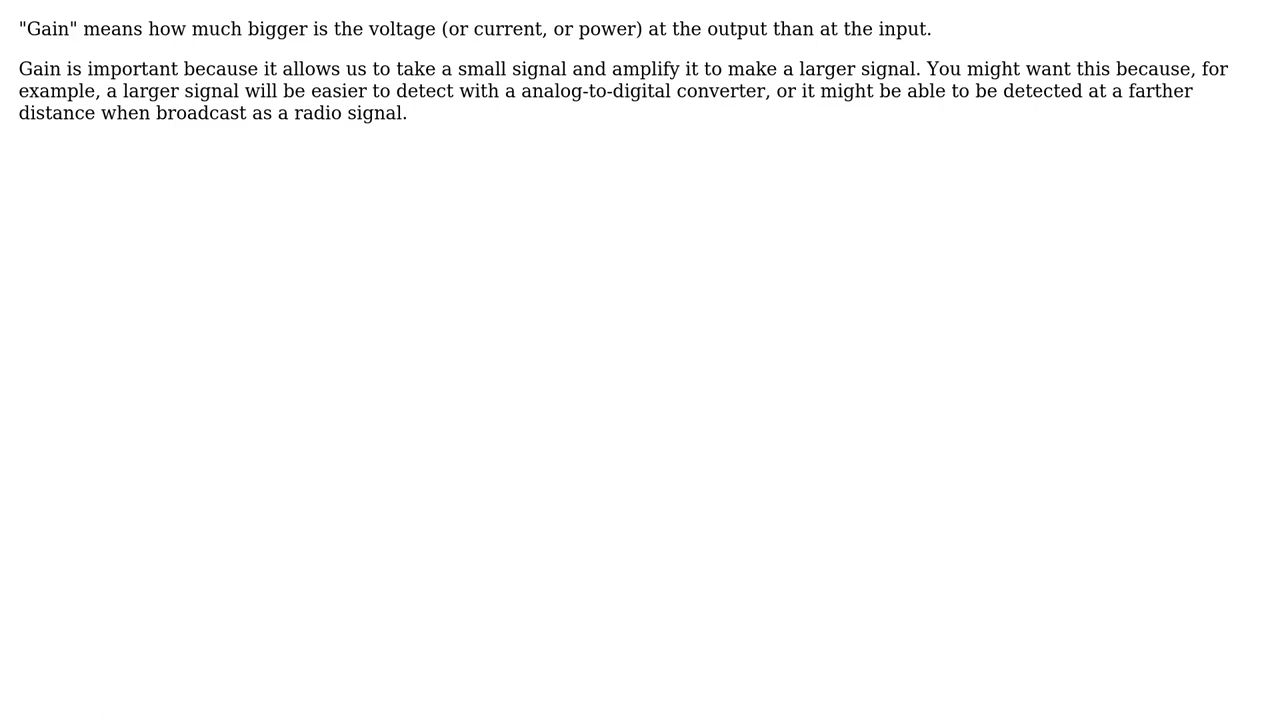 "Gain" means how much bigger is the voltage (or current, or power) at the output than at the input.
Gain is important because it allows us to take a small signal and amplify it to make a larger signal. You might want this because, for
example, a larger signal will be easier to detect with a analog-to-digital converter, or it might be able to be detected at a farther
distance when broadcast as a radio signal.